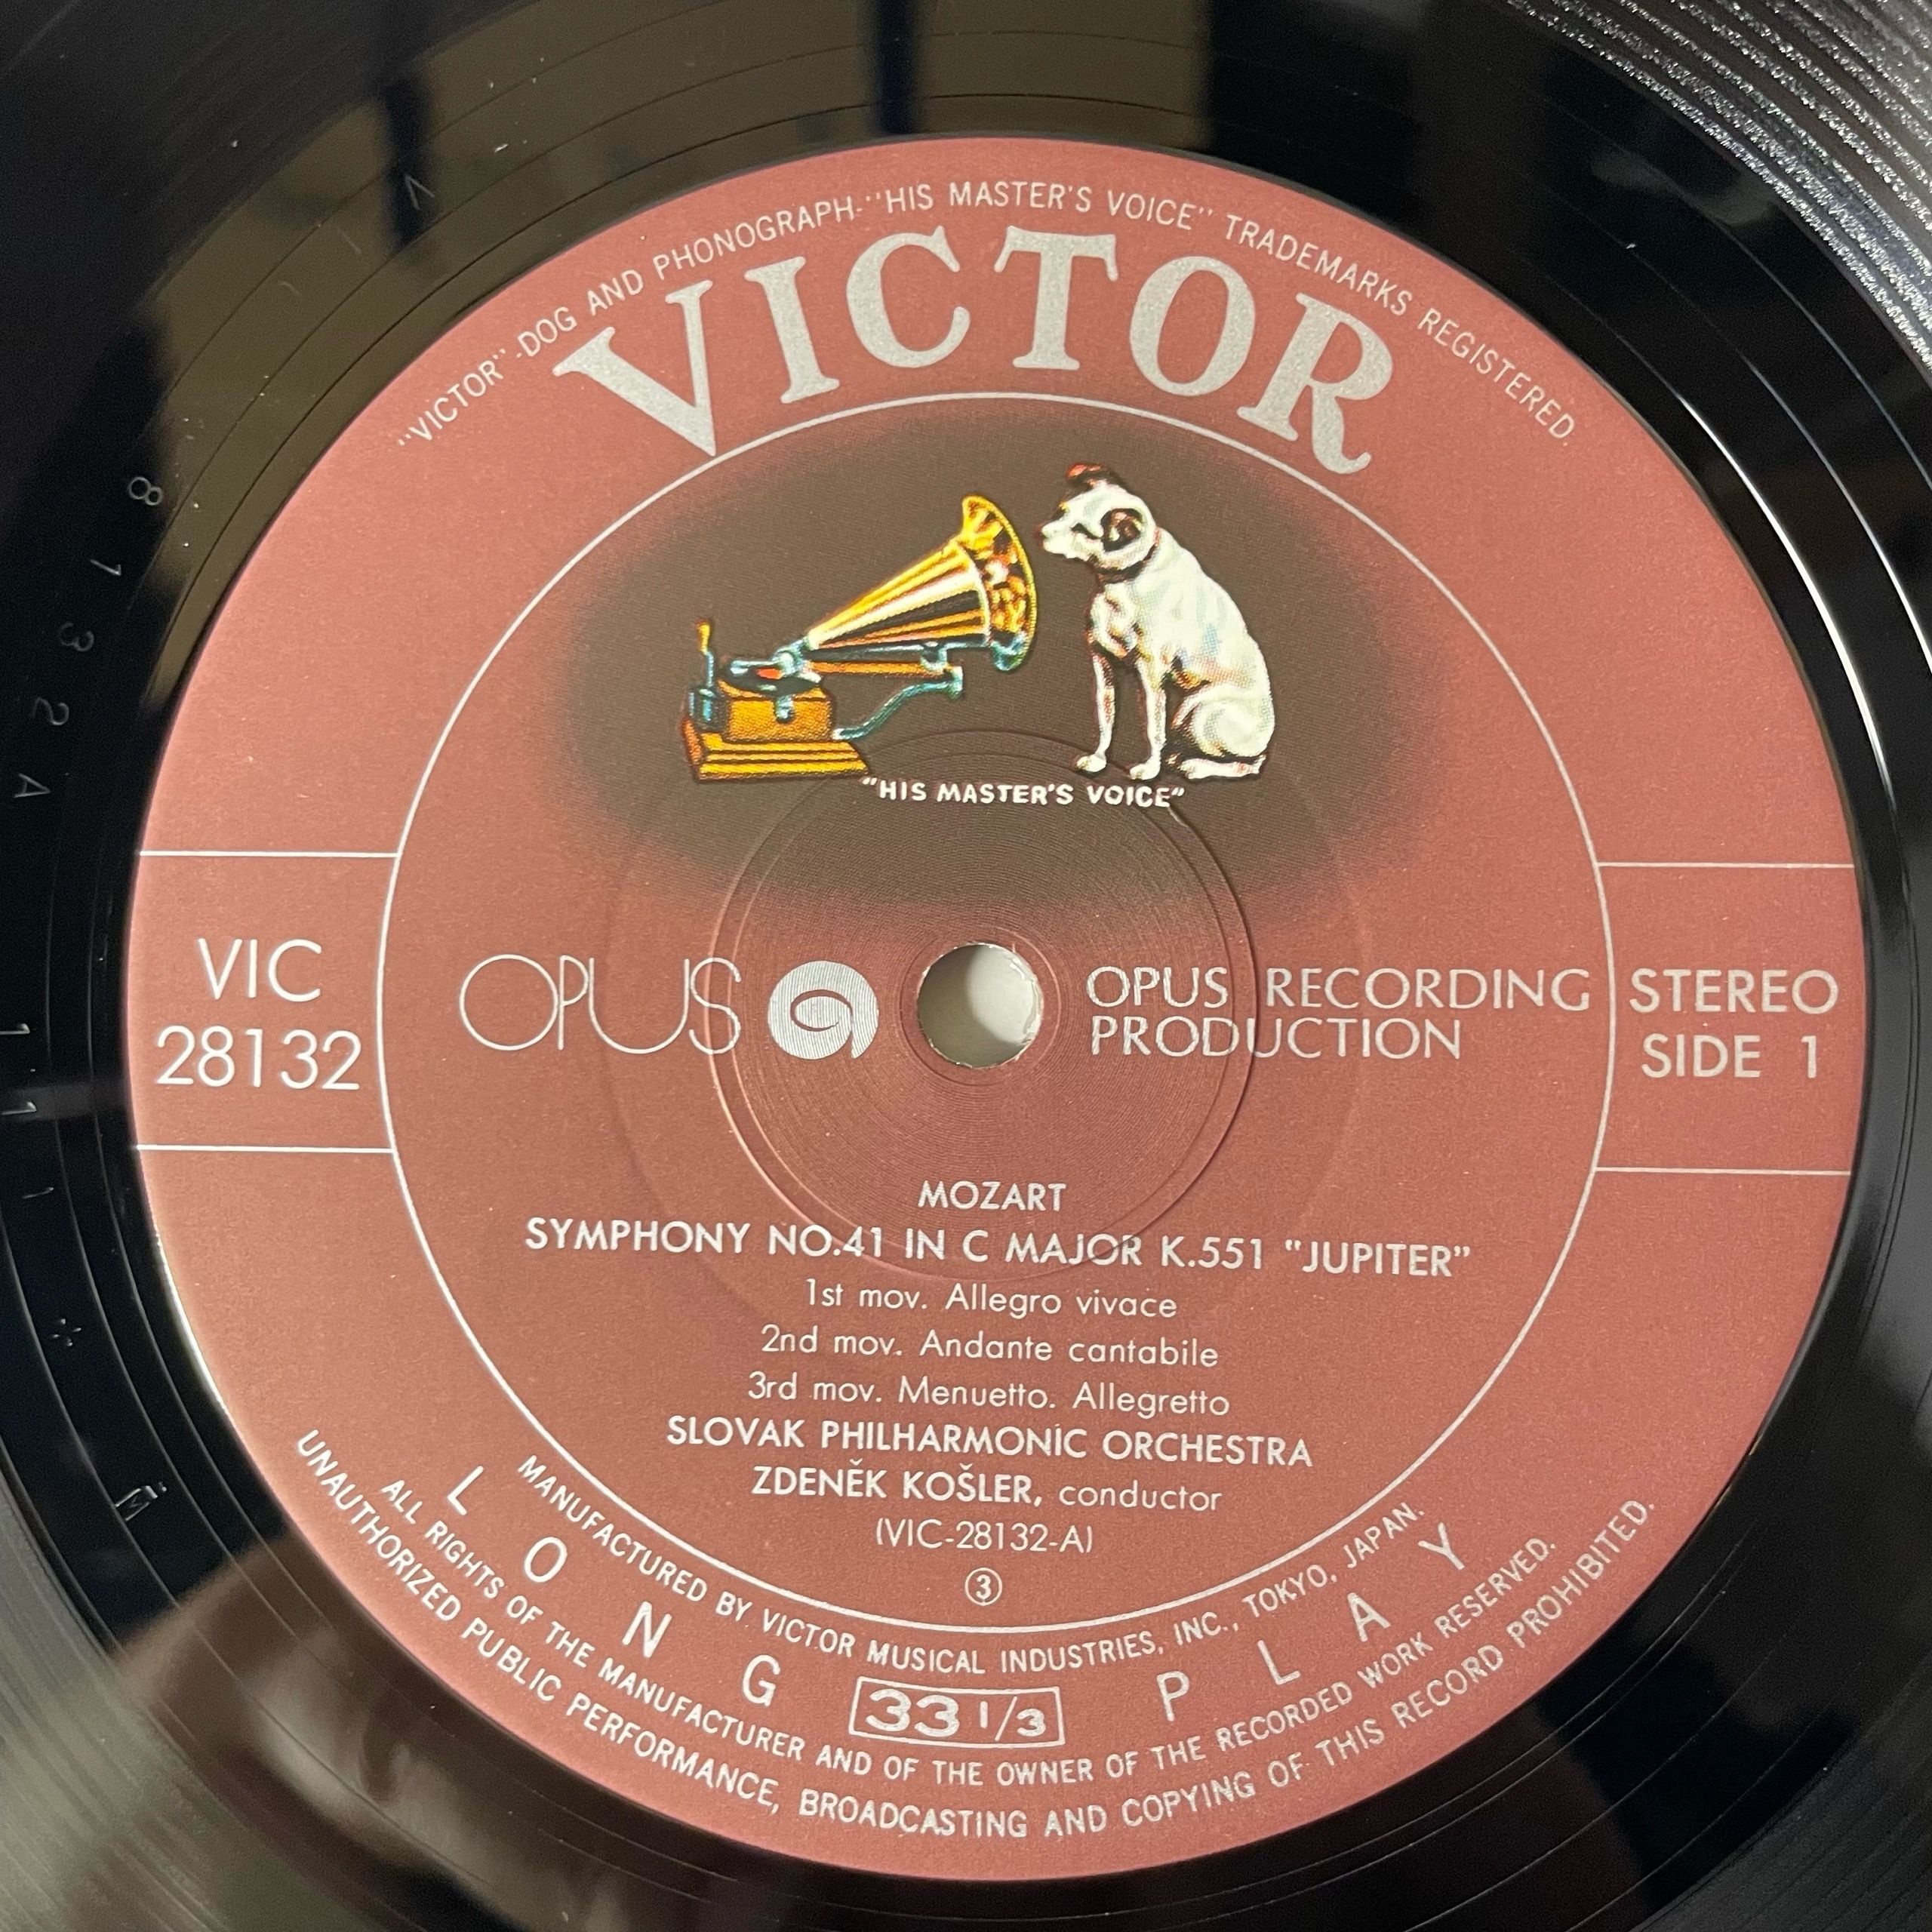 "VICTOR"-DOG AND PHONOGRAPH-"HIS MASTER'S VOICE" TRADEMARKS REGISTERED.
VICTOR
"HIS MASTER'S VOICE"
VIC
28132
OPUS
OPUS RECORDING
PRODUCTION
STEREO
SIDE 1
MOZART
SYMPHONY NO.41 IN C MAJOR K.551 "JUPITER"
1st mov. Allegro vivace
2nd mov. Andante cantabile
3rd mov. Menuetto. Allegretto
SLOVAK PHILHARMONIC ORCHESTRA
ZDENĚK KOŠLER, conductor
(VIC-28132-A)
③
MANUFACTURED BY VICTOR MUSICAL INDUSTRIES, INC., TOKYO, JAPAN.
LONG 33 1/3 PLAY
ALL RIGHTS OF THE MANUFACTURER AND OF THE OWNER OF THE RECORDED WORK RESERVED.
UNAUTHORIZED PUBLIC PERFORMANCE, BROADCASTING AND COPYING OF THIS RECORD PROHIBITED.
8132A
111